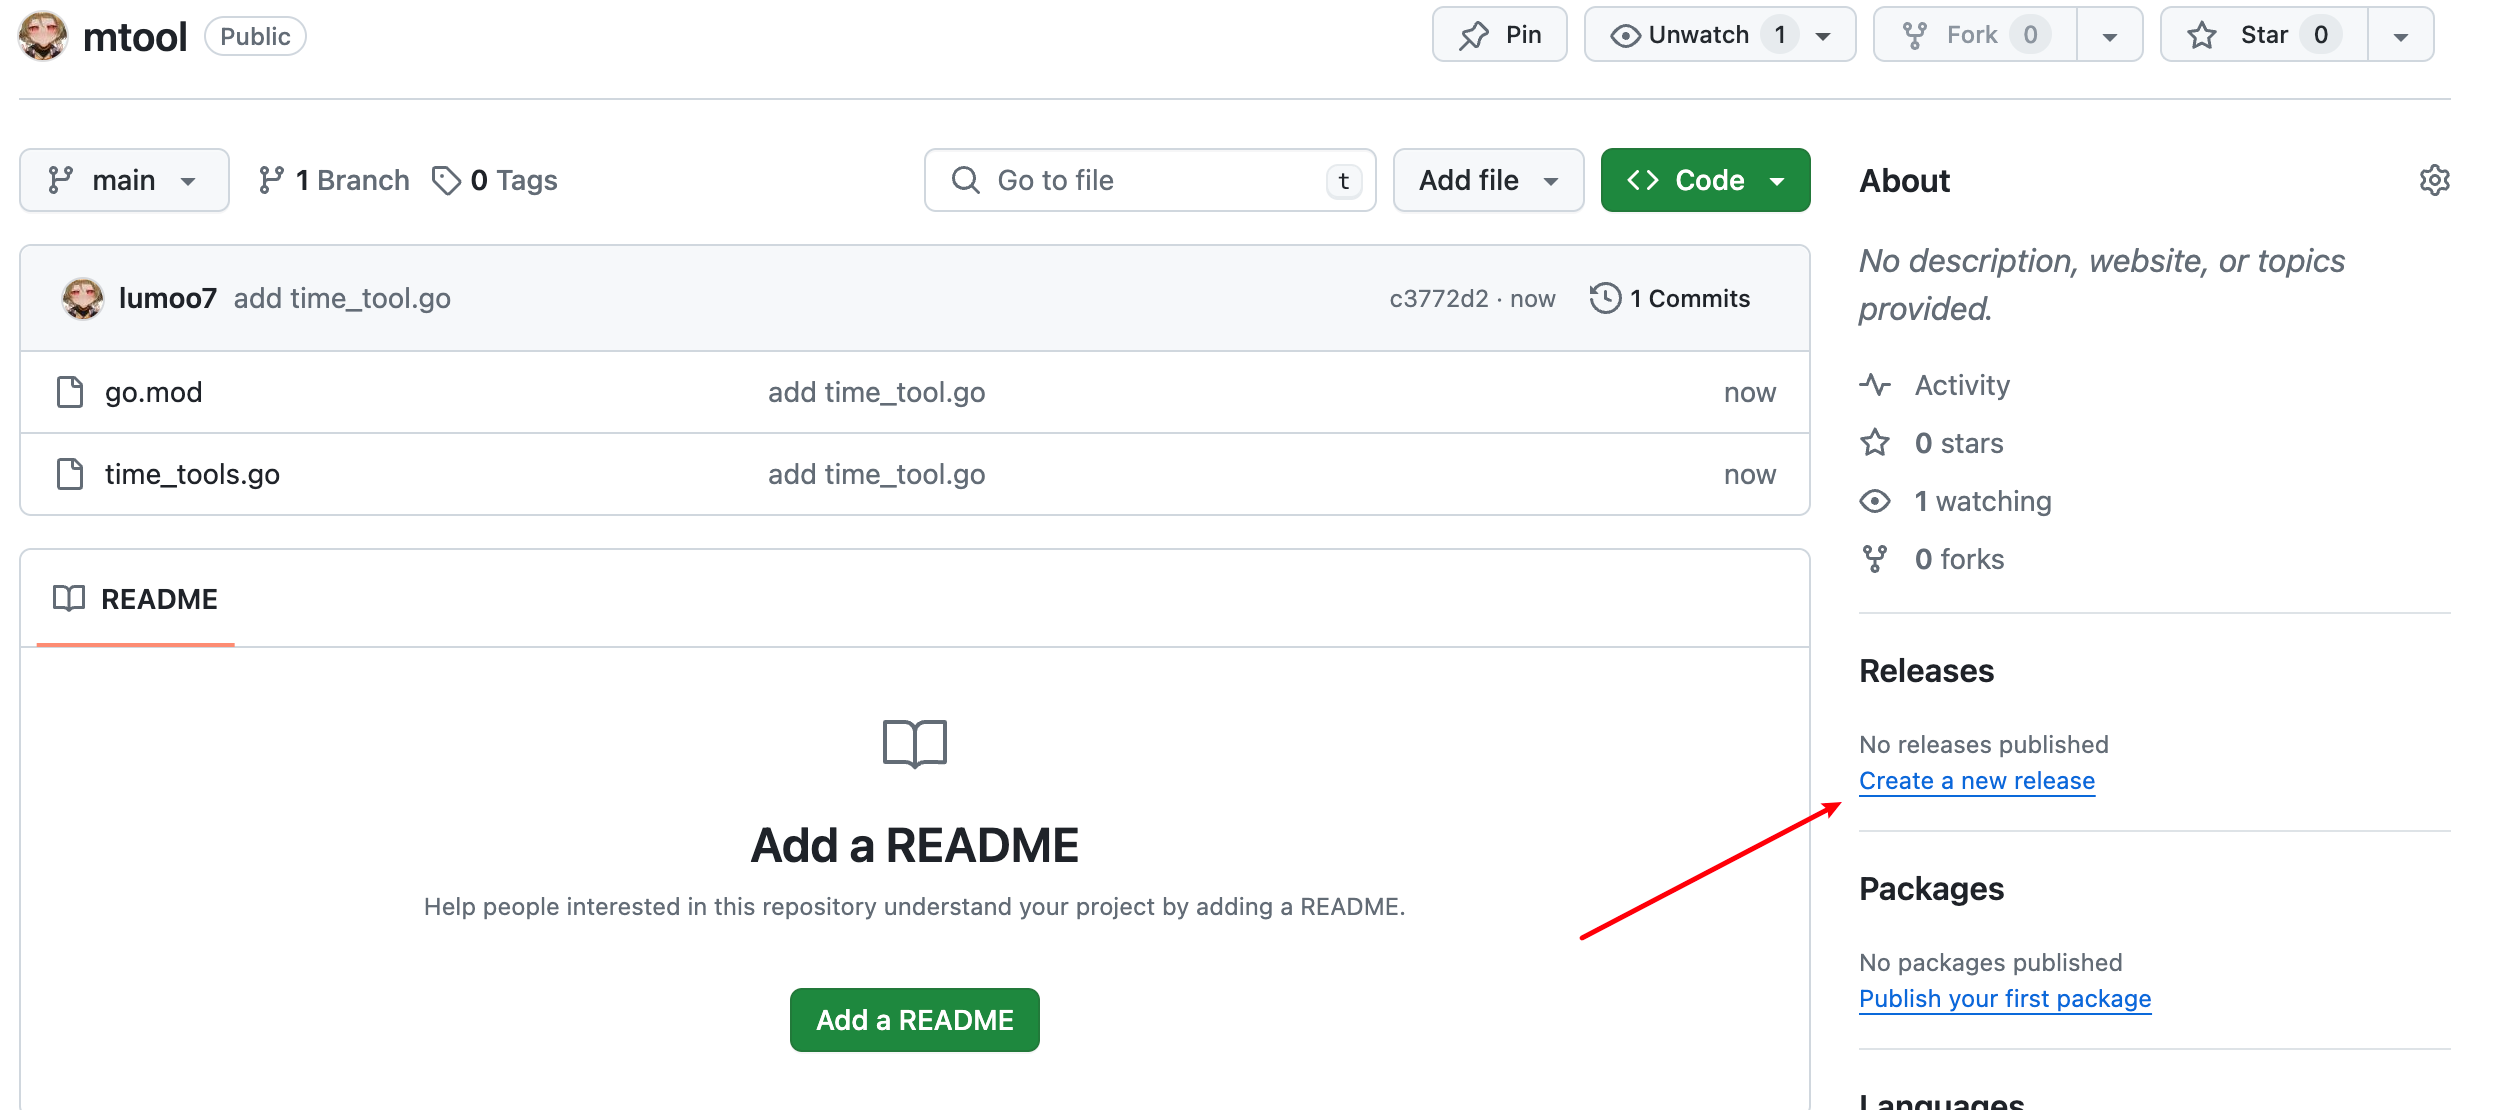 mtool Public Pin Unwatch 1 Fork 0 Star 0
main 1 Branch 0 Tags Go to file t Add file Code
lumoo7 add time_tool.go c3772d2 · now 1 Commits
go.mod add time_tool.go now
time_tools.go add time_tool.go now
README
Add a README
Help people interested in this repository understand your project by adding a README.
Add a README
About
No description, website, or topics
provided.
Activity
0 stars
1 watching
0 forks
Releases
No releases published
Create a new release
Packages
No packages published
Publish your first package
Languages